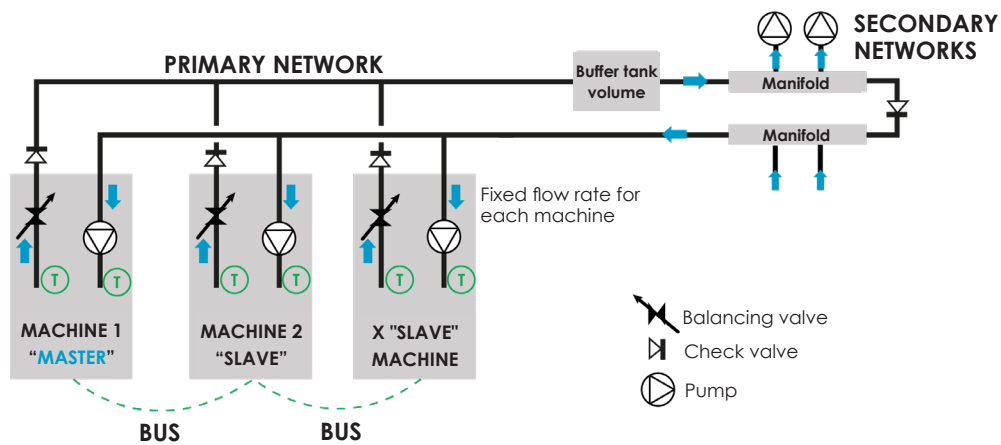 SECONDARY
NETWORKS
PRIMARY NETWORK
Buffer tank
volume
Manifold
Manifold
Fixed flow rate for
each machine
T
T
T
T
T
T
MACHINE 1
“MASTER”
MACHINE 2
“SLAVE”
X "SLAVE"
MACHINE
Balancing valve
Check valve
Pump
BUS
BUS